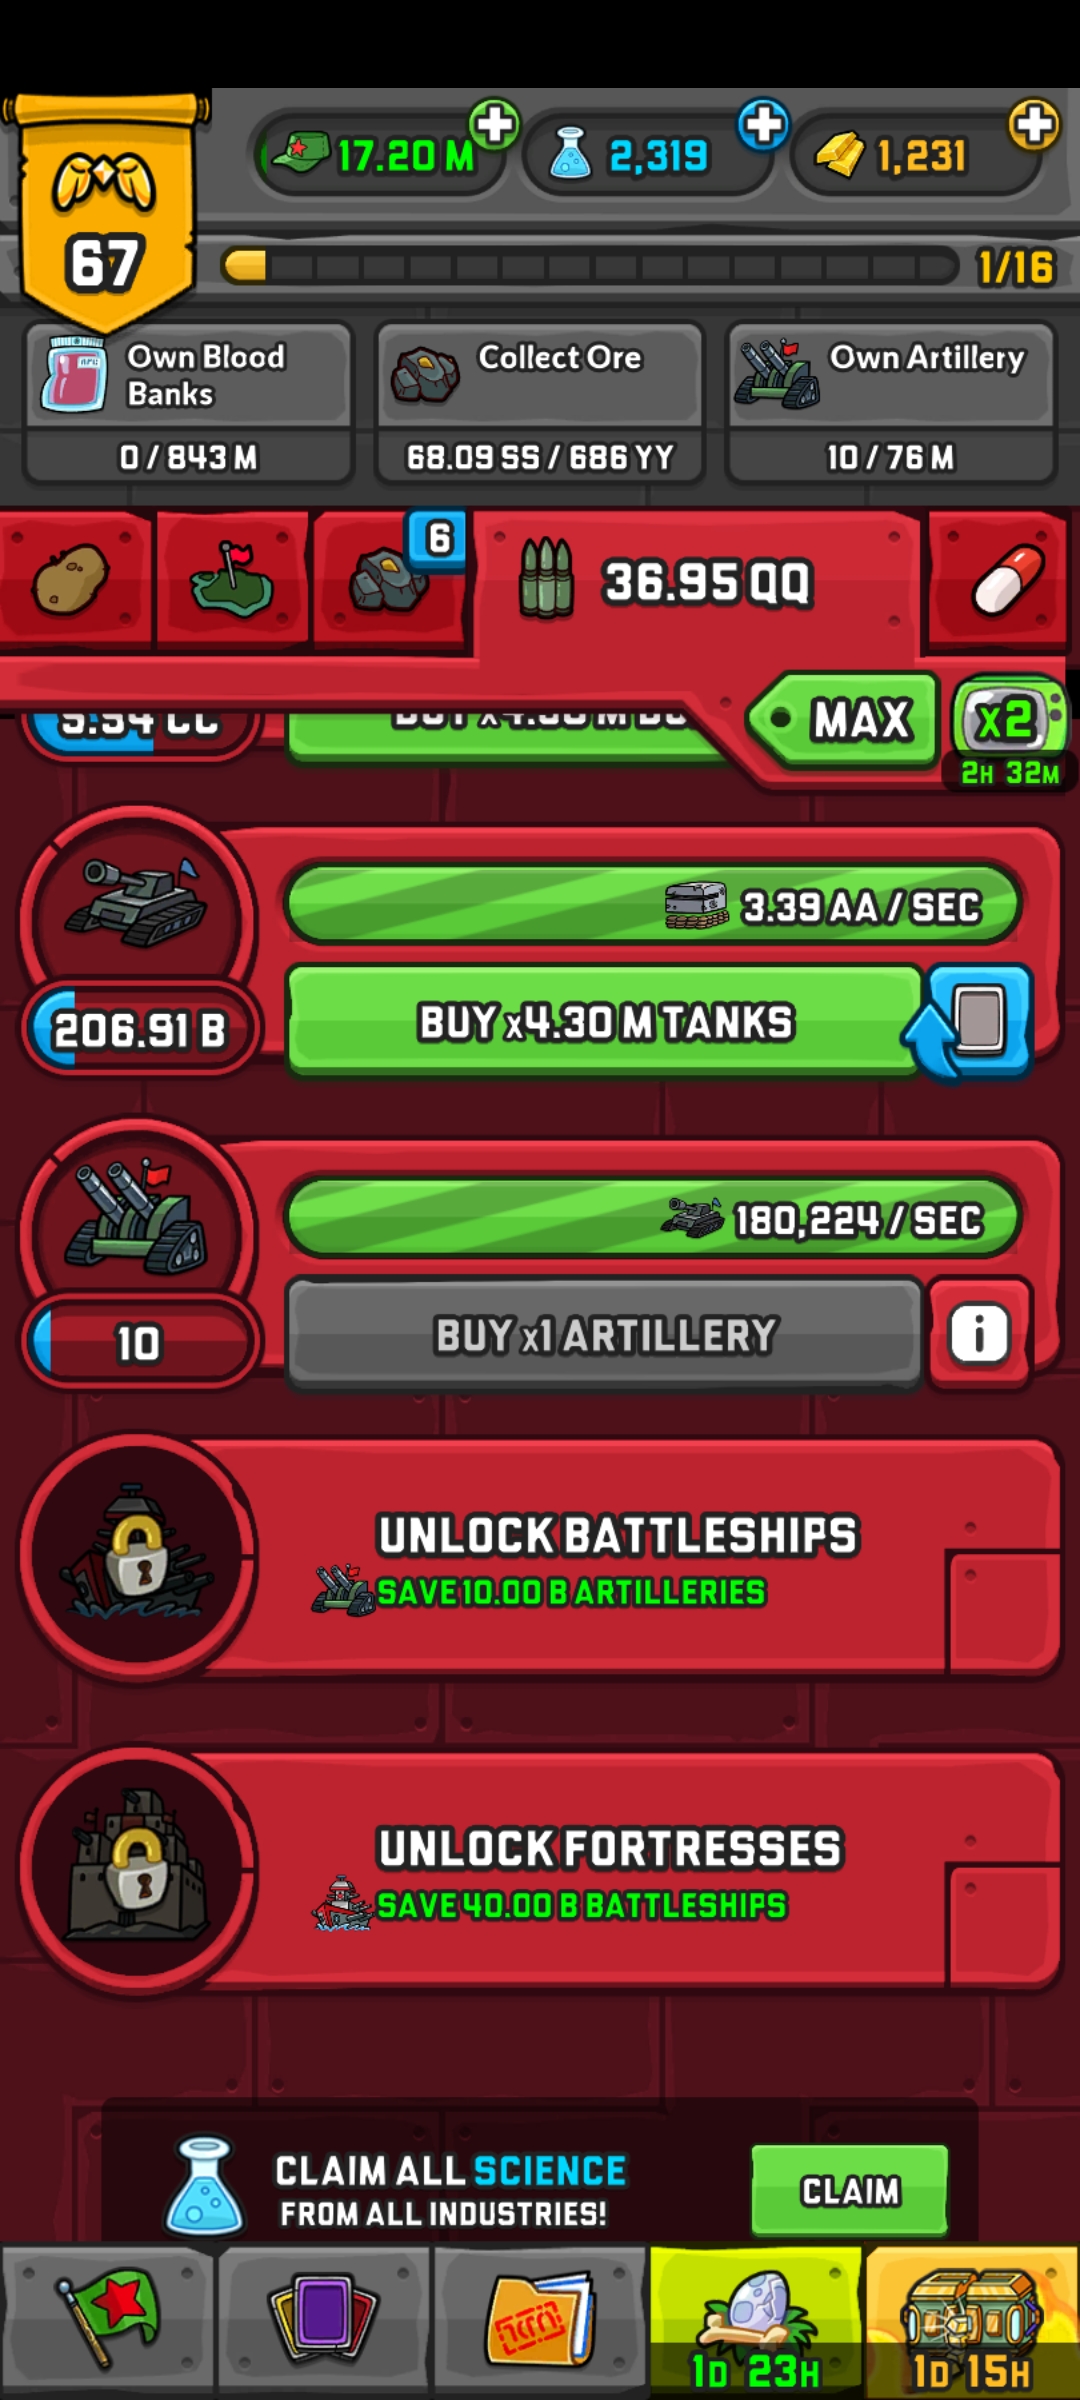 67
17.20 M
2,319
1,231
1/16
Own Blood
Banks
0 / 843 M
Collect Ore
68.09 SS / 686 YY
Own Artillery
10 / 76 M
6
36.95 QQ
MAX
x2
2H 32M
3.39 AA / SEC
206.91 B
BUY x4.30 M TANKS
180,224 / SEC
10
BUY x1 ARTILLERY
i
UNLOCK BATTLESHIPS
SAVE 10.00 B ARTILLERIES
UNLOCK FORTRESSES
SAVE 40.00 B BATTLESHIPS
CLAIM ALL SCIENCE
FROM ALL INDUSTRIES!
CLAIM
1D 23H
1D 15H